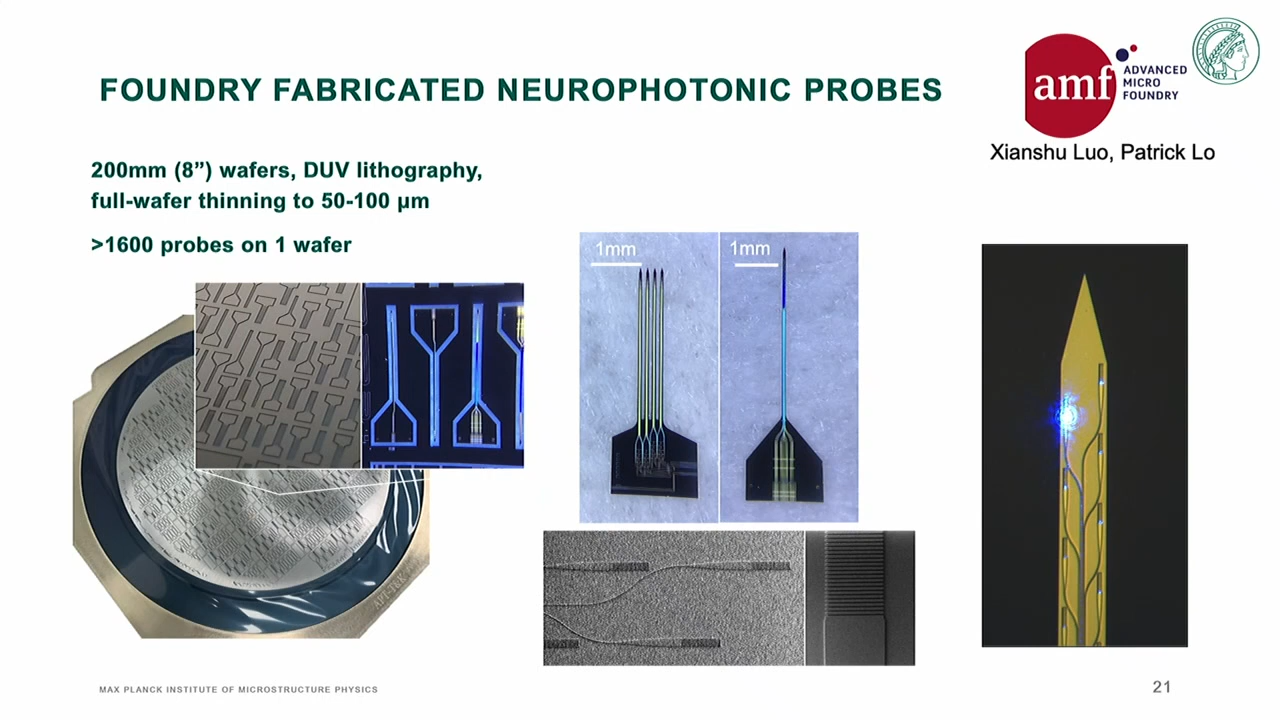 FOUNDRY FABRICATED NEUROPHOTONIC PROBES
amf
ADVANCED
MICRO
FOUNDRY
Xianshu Luo, Patrick Lo
200mm (8”) wafers, DUV lithography,
full-wafer thinning to 50-100 µm
>1600 probes on 1 wafer
1mm
1mm
MAX PLANCK INSTITUTE OF MICROSTRUCTURE PHYSICS
21